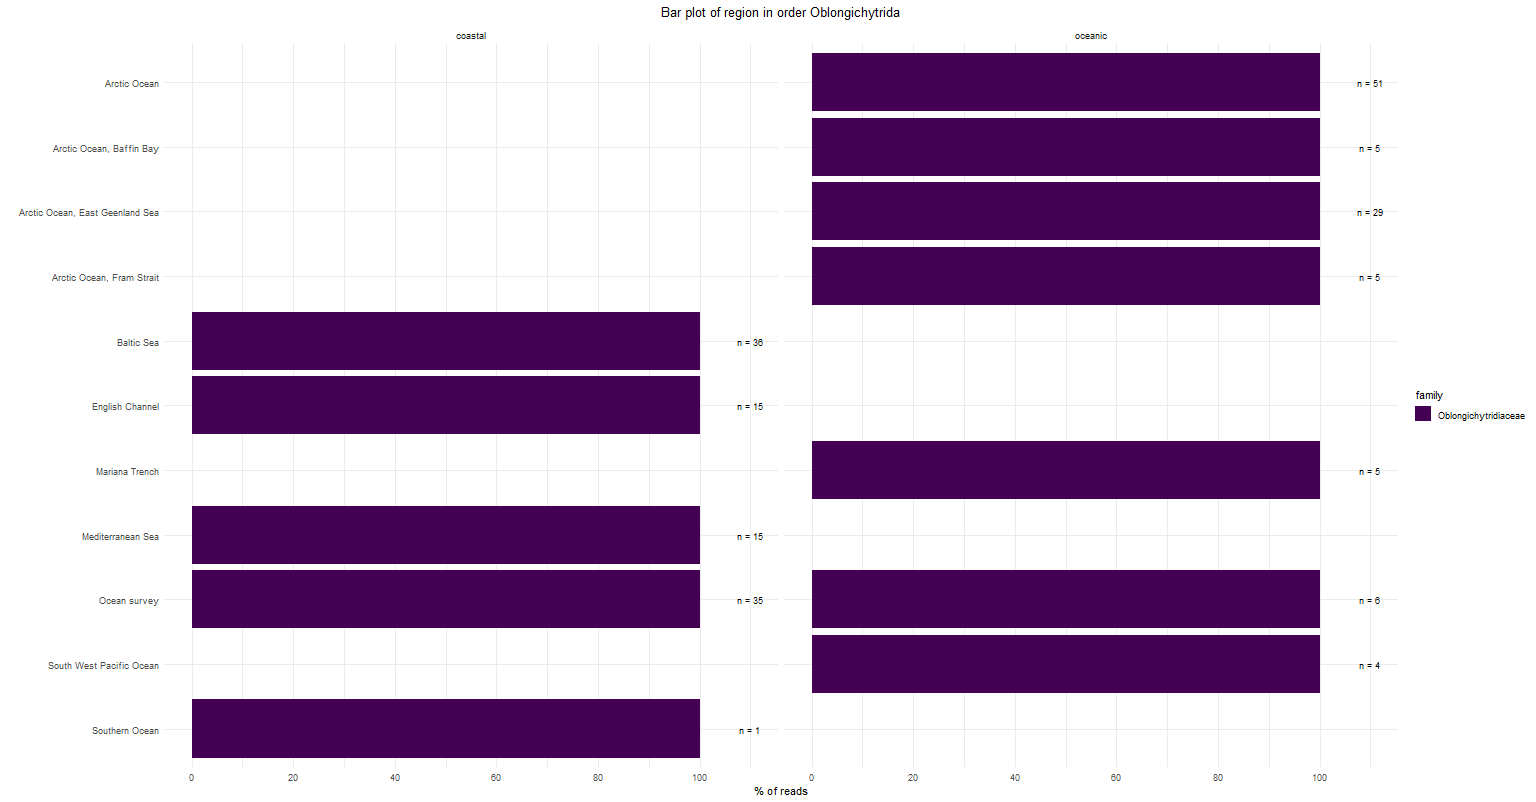 Bar plot of region in order Oblongichytrida
coastal
oceanic
Arctic Ocean
n = 51
Arctic Ocean, Baffin Bay
n = 5
Arctic Ocean, East Geenland Sea
n = 29
Arctic Ocean, Fram Strait
n = 5
Baltic Sea
n = 36
English Channel
n = 15
Mariana Trench
n = 5
Mediterranean Sea
n = 15
Ocean survey
n = 35
n = 6
South West Pacific Ocean
n = 4
Southern Ocean
n = 1
0 20 40 60 80 100
0 20 40 60 80 100
% of reads
family
Oblongichytridiaceae